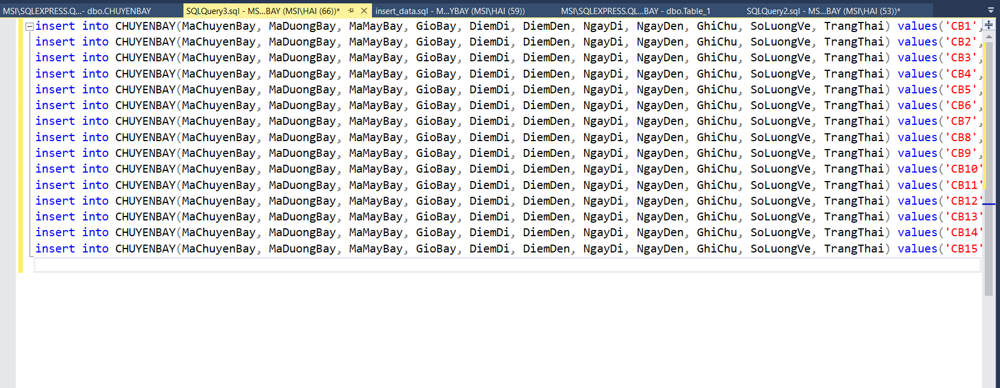 MSI\SQLEXPRESS.Q...- dbo.CHUYENBAY SQLQuery3.sql - MS...BAY (MSI\HAI (66))* insert_data.sql - M...YBAY (MSI\HAI (59)) MSI\SQLEXPRESS.QL...BAY - dbo.Table_1 SQLQuery2.sql - MS...BAY (MSI\HAI (53))*
insert into CHUYENBAY(MaChuyenBay, MaDuongBay, MaMayBay, GioBay, DiemDi, DiemDen, NgayDi, NgayDen, GhiChu, SoLuongVe, TrangThai) values('CB1',
insert into CHUYENBAY(MaChuyenBay, MaDuongBay, MaMayBay, GioBay, DiemDi, DiemDen, NgayDi, NgayDen, GhiChu, SoLuongVe, TrangThai) values('CB2',
insert into CHUYENBAY(MaChuyenBay, MaDuongBay, MaMayBay, GioBay, DiemDi, DiemDen, NgayDi, NgayDen, GhiChu, SoLuongVe, TrangThai) values('CB3',
insert into CHUYENBAY(MaChuyenBay, MaDuongBay, MaMayBay, GioBay, DiemDi, DiemDen, NgayDi, NgayDen, GhiChu, SoLuongVe, TrangThai) values('CB4',
insert into CHUYENBAY(MaChuyenBay, MaDuongBay, MaMayBay, GioBay, DiemDi, DiemDen, NgayDi, NgayDen, GhiChu, SoLuongVe, TrangThai) values('CB5',
insert into CHUYENBAY(MaChuyenBay, MaDuongBay, MaMayBay, GioBay, DiemDi, DiemDen, NgayDi, NgayDen, GhiChu, SoLuongVe, TrangThai) values('CB6',
insert into CHUYENBAY(MaChuyenBay, MaDuongBay, MaMayBay, GioBay, DiemDi, DiemDen, NgayDi, NgayDen, GhiChu, SoLuongVe, TrangThai) values('CB7',
insert into CHUYENBAY(MaChuyenBay, MaDuongBay, MaMayBay, GioBay, DiemDi, DiemDen, NgayDi, NgayDen, GhiChu, SoLuongVe, TrangThai) values('CB8',
insert into CHUYENBAY(MaChuyenBay, MaDuongBay, MaMayBay, GioBay, DiemDi, DiemDen, NgayDi, NgayDen, GhiChu, SoLuongVe, TrangThai) values('CB9',
insert into CHUYENBAY(MaChuyenBay, MaDuongBay, MaMayBay, GioBay, DiemDi, DiemDen, NgayDi, NgayDen, GhiChu, SoLuongVe, TrangThai) values('CB10'
insert into CHUYENBAY(MaChuyenBay, MaDuongBay, MaMayBay, GioBay, DiemDi, DiemDen, NgayDi, NgayDen, GhiChu, SoLuongVe, TrangThai) values('CB11'
insert into CHUYENBAY(MaChuyenBay, MaDuongBay, MaMayBay, GioBay, DiemDi, DiemDen, NgayDi, NgayDen, GhiChu, SoLuongVe, TrangThai) values('CB12'
insert into CHUYENBAY(MaChuyenBay, MaDuongBay, MaMayBay, GioBay, DiemDi, DiemDen, NgayDi, NgayDen, GhiChu, SoLuongVe, TrangThai) values('CB13'
insert into CHUYENBAY(MaChuyenBay, MaDuongBay, MaMayBay, GioBay, DiemDi, DiemDen, NgayDi, NgayDen, GhiChu, SoLuongVe, TrangThai) values('CB14'
insert into CHUYENBAY(MaChuyenBay, MaDuongBay, MaMayBay, GioBay, DiemDi, DiemDen, NgayDi, NgayDen, GhiChu, SoLuongVe, TrangThai) values('CB15'